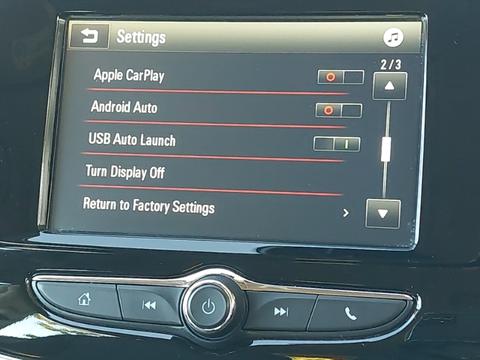 Settings
2/3
Apple CarPlay
Android Auto
USB Auto Launch
Turn Display Off
Return to Factory Settings